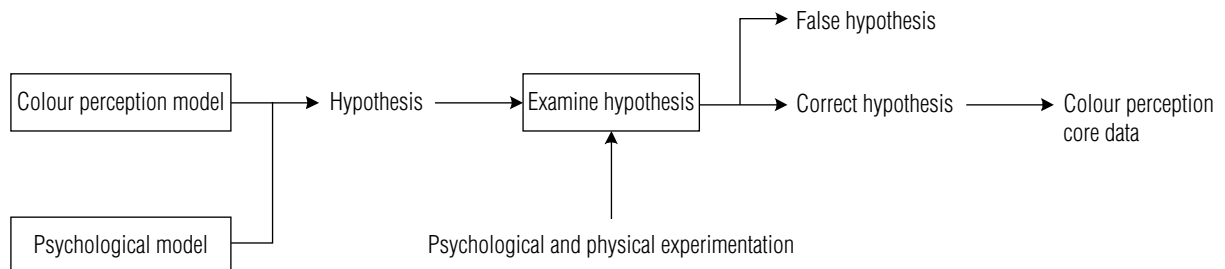 False hypothesis
Colour perception model
Hypothesis
Examine hypothesis
Correct hypothesis
Colour perception
core data
Psychological model
Psychological and physical experimentation